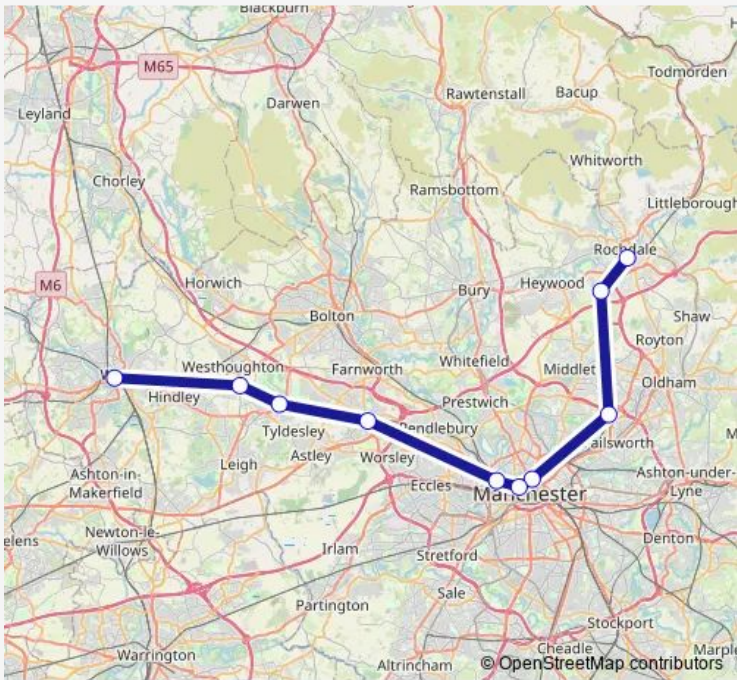 Blackburn
M65
Todmorden
Leyland
Darwen
Rawtenstall
Bacup
Whitworth
Chorley
Ramsbottom
Littleborough
Rochdale
M6
Horwich
Bury
Heywood
Bolton
Shaw
Royton
Westhoughton
Farnworth
Whitefield
Middlet
Oldham
Hindley
Prestwich
Tyldesley
Pendlebury
ailsworth
Leigh
Astley
Worsley
Ashton-in-
Makerfield
Eccles
Manchester
Ashton-under-
Lyne
Newton-le-
Willows
Denton
elens
Irlam
Stretford
Partington
Sale
Stockport
Warrington
Cheadle
Marple
Altrincham
© OpenStreetMap contributors